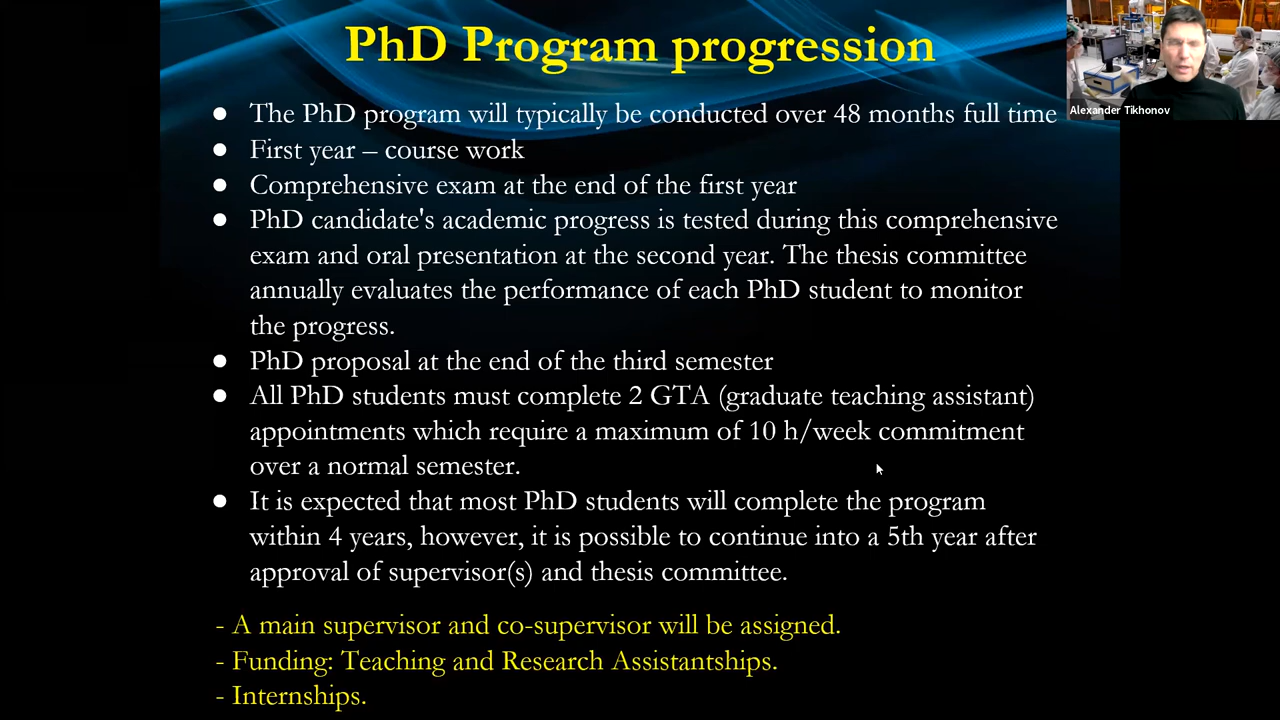 PhD Program progression
Alexander Tikhonov
● The PhD program will typically be conducted over 48 months full time
● First year – course work
● Comprehensive exam at the end of the first year
● PhD candidate's academic progress is tested during this comprehensive
exam and oral presentation at the second year. The thesis committee
annually evaluates the performance of each PhD student to monitor
the progress.
● PhD proposal at the end of the third semester
● All PhD students must complete 2 GTA (graduate teaching assistant)
appointments which require a maximum of 10 h/week commitment
over a normal semester.
● It is expected that most PhD students will complete the program
within 4 years, however, it is possible to continue into a 5th year after
approval of supervisor(s) and thesis committee.
- A main supervisor and co-supervisor will be assigned.
- Funding: Teaching and Research Assistantships.
- Internships.